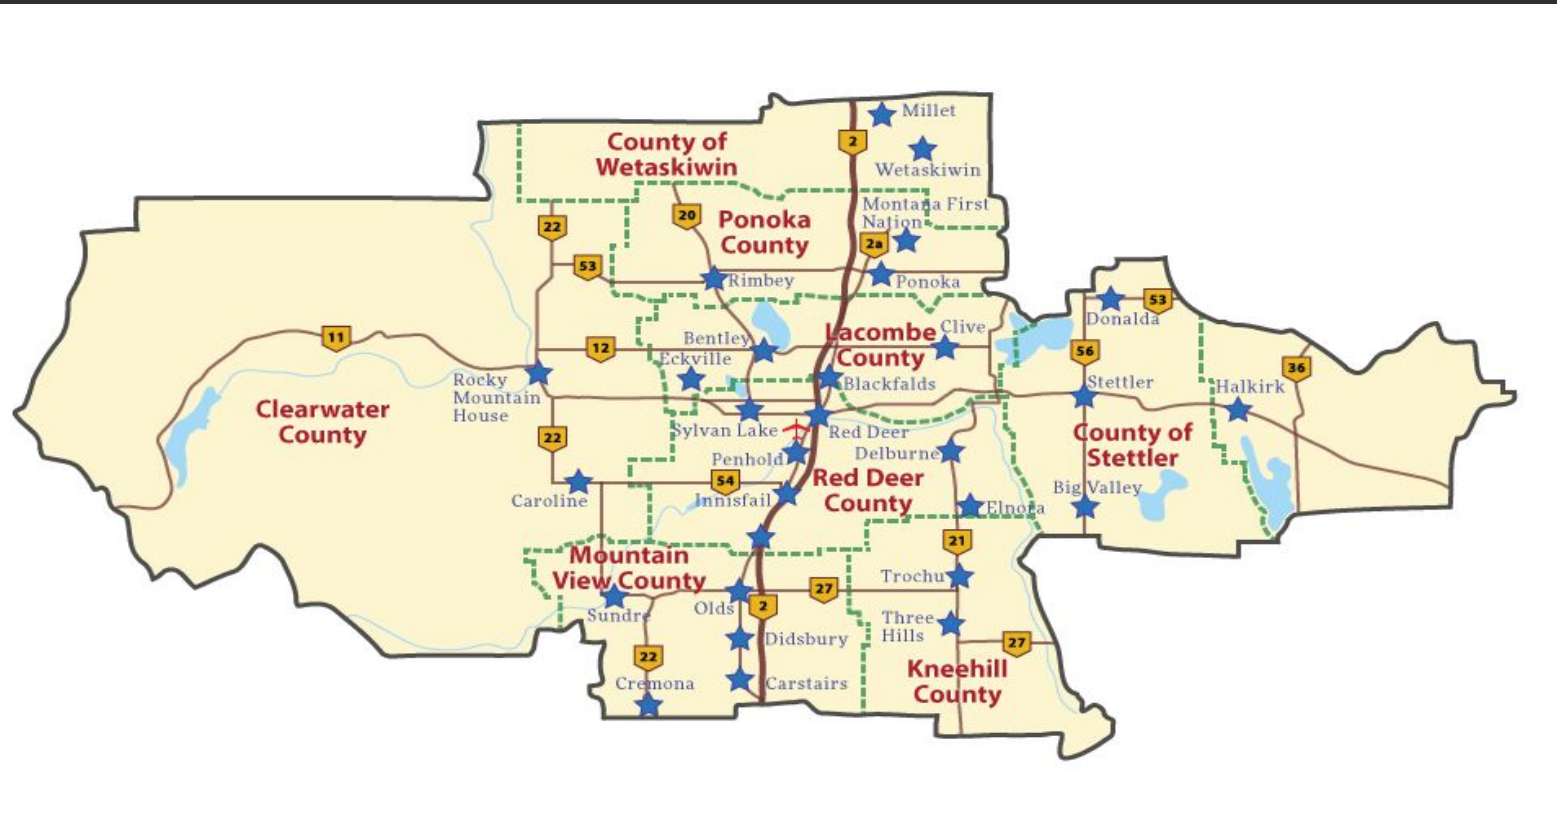 Millet
2
County of
Wetaskiwin
Wetaskiwin
Montana First
Nation
20
22
Ponoka
County
2a
53
Rimbey
Ponoka
53
Donalda
11
12
Bentley
Lacombe
County
Clive
56
Eckville
36
Rocky
Mountain
House
Blackfalds
Stettler
Halkirk
Clearwater
County
22
Sylvan Lake
Red Deer
County of
Stettler
Penhold
Delburne
54
Red Deer
County
Caroline
Innisfail
Big Valley
Elnora
21
Mountain
View County
Trochu
27
2
Sundre
Olds
Three
Hills
Didsbury
27
22
Kneehill
County
Cremona
Carstairs